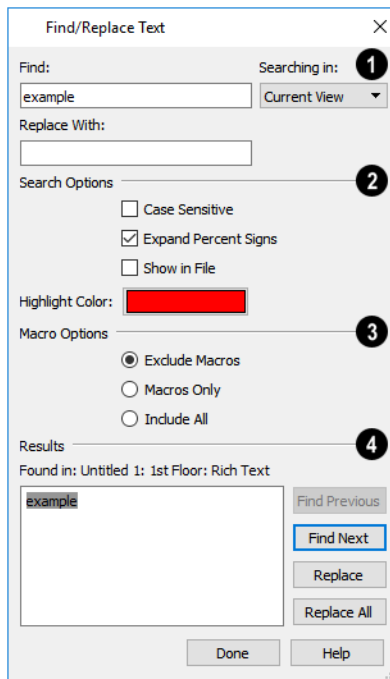 Find/Replace Text
Find: Searching in: 1
example Current View
Replace With:
Search Options 2
Case Sensitive
Expand Percent Signs
Show in File
Highlight Color:
Macro Options 3
Exclude Macros
Macros Only
Include All
Results 4
Found in: Untitled 1: 1st Floor: Rich Text
example Find Previous
Find Next
Replace
Replace All
Done Help